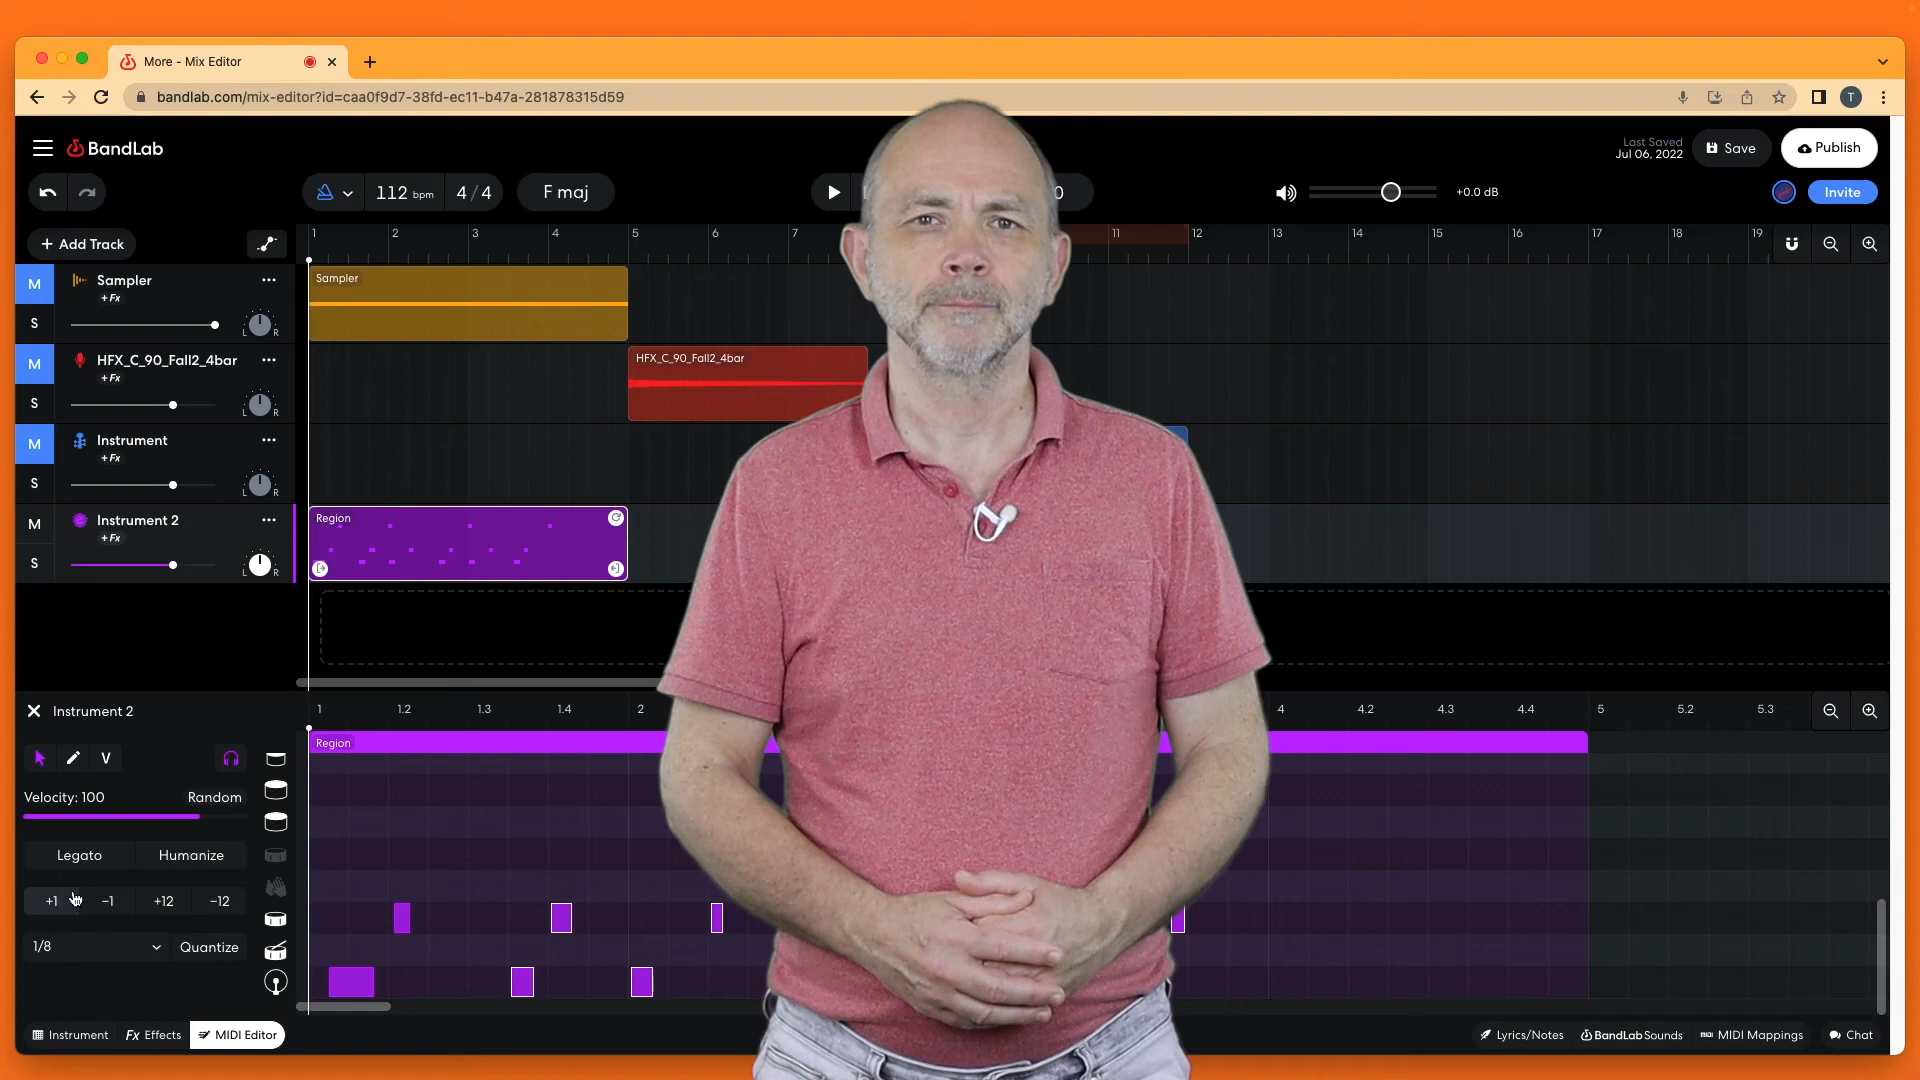 More - Mix Editor
bandlab.com/mix-editor?id=caa0f9d7-38fd-ec11-b47a-281878315d59
T
BandLab
Last Saved
Jul 06, 2022
Save
Publish
112 bpm
4/4
F maj
0
+0.0 dB
Invite
+ Add Track
1 2 3 4 5 6 7 11 12 13 14 15 16 17 18 19
M
Sampler
+Fx
S
L R
Sampler
M
HFX_C_90_Fall2_4bar
+Fx
S
L R
HFX_C_90_Fall2_4bar
M
Instrument
+Fx
S
L R
M
Instrument 2
+Fx
S
L R
Region
Instrument 2
1 1.2 1.3 1.4 2 4 4.2 4.3 4.4 5 5.2 5.3
V
Region
Velocity: 100
Random
Legato
Humanize
+1 -1 +12 -12
1/8
Quantize
Instrument
Fx Effects
MIDI Editor
Lyrics/Notes
BandLab Sounds
MIDI Mappings
Chat